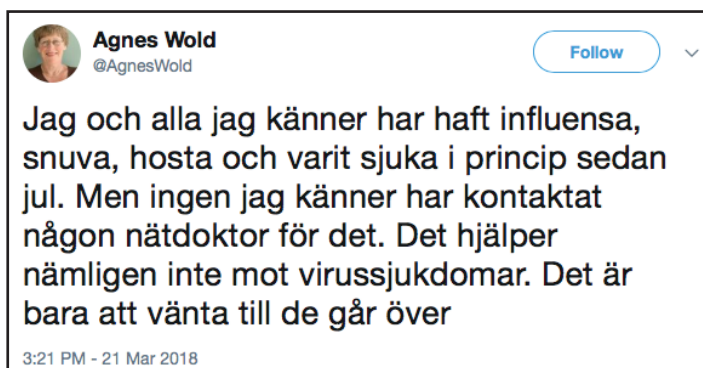 Agnes Wold
@AgnesWold
Follow
Jag och alla jag känner har haft influensa,
snuva, hosta och varit sjuka i princip sedan
jul. Men ingen jag känner har kontaktat
någon nätdoktor för det. Det hjälper
nämligen inte mot virussjukdomar. Det är
bara att vänta till de går över
3:21 PM - 21 Mar 2018